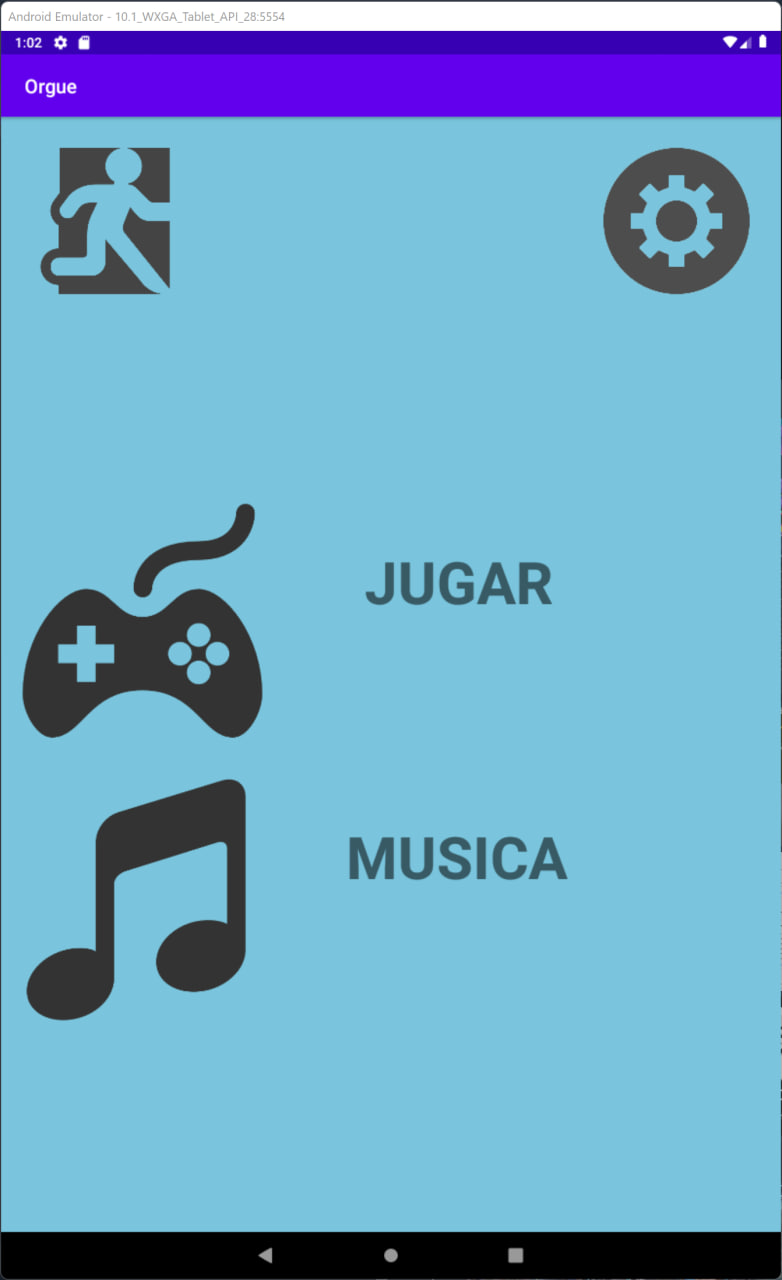 Android Emulator - 10.1_WXGA_Tablet_API_28:5554
1:02
Orgue
JUGAR
MUSICA